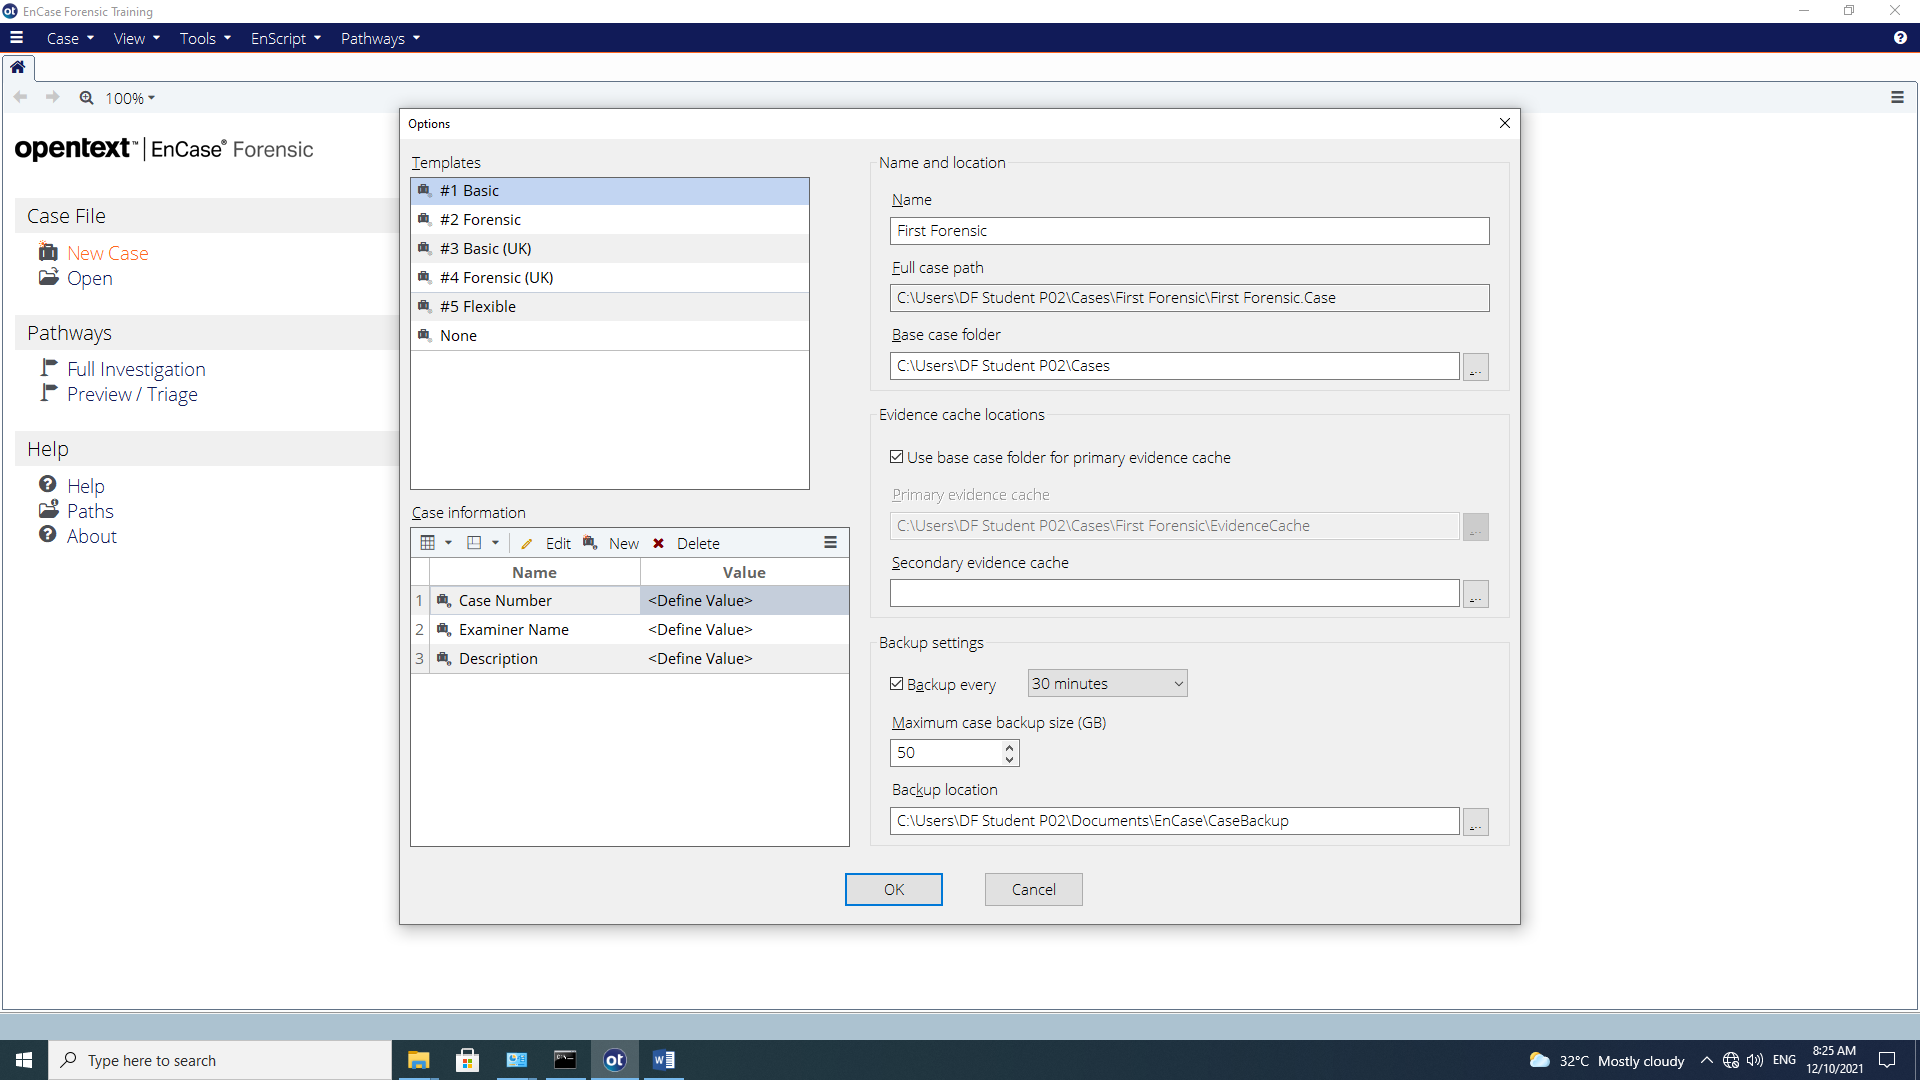 EnCase Forensic Training
Case View Tools EnScript Pathways
100%
opentext™ EnCase® Forensic
Case File
New Case
Open
Pathways
Full Investigation
Preview / Triage
Help
Help
Paths
About
Options
Templates
#1 Basic
#2 Forensic
#3 Basic (UK)
#4 Forensic (UK)
#5 Flexible
None
Case information
Edit New Delete
Name Value
1 Case Number <Define Value>
2 Examiner Name <Define Value>
3 Description <Define Value>
Name and location
Name
First Forensic
Full case path
C:\Users\DF Student P02\Cases\First Forensic\First Forensic.Case
Base case folder
C:\Users\DF Student P02\Cases
...
Evidence cache locations
Use base case folder for primary evidence cache
Primary evidence cache
C:\Users\DF Student P02\Cases\First Forensic\EvidenceCache
...
Secondary evidence cache
...
Backup settings
Backup every 30 minutes
Maximum case backup size (GB)
50
Backup location
C:\Users\DF Student P02\Documents\EnCase\CaseBackup
...
OK Cancel
Type here to search
ot
W
32°C Mostly cloudy
ENG
8:25 AM
12/10/2021